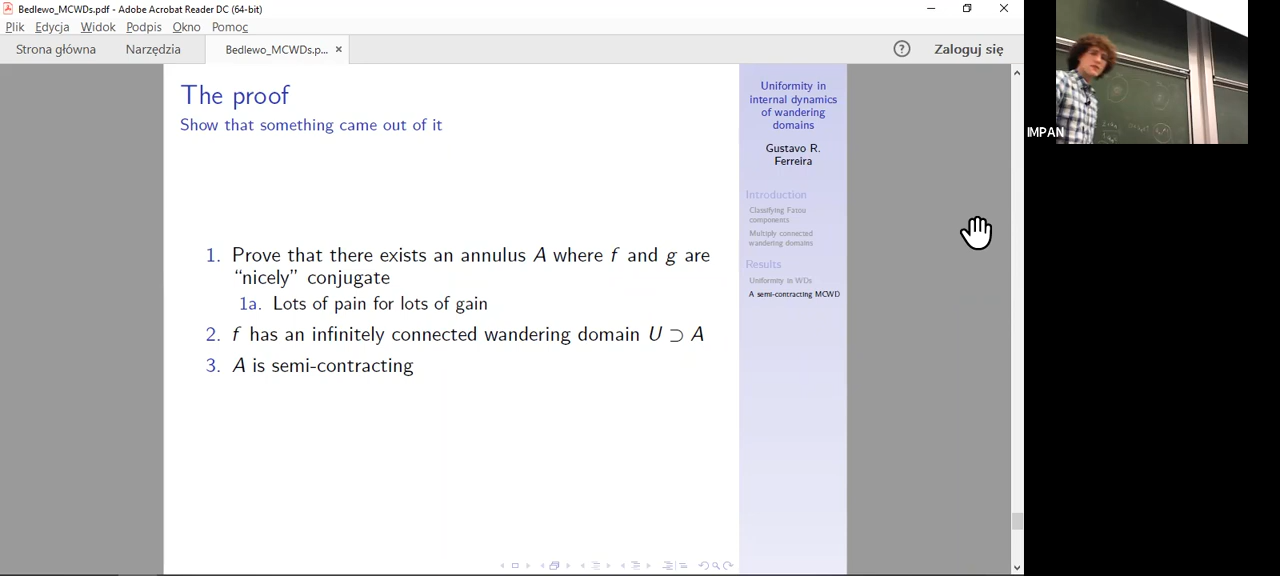 Bedlewo_MCWDs.pdf - Adobe Acrobat Reader DC (64-bit)
Plik Edycja Widok Podpis Okno Pomoc
Strona główna Narzędzia Bedlewo_MCWDs.p... × ? Zaloguj się
The proof
Show that something came out of it
1. Prove that there exists an annulus A where f and g are
“nicely” conjugate
1a. Lots of pain for lots of gain
2. f has an infinitely connected wandering domain U ⊃ A
3. A is semi-contracting
Uniformity in
internal dynamics
of wandering
domains
Gustavo R.
Ferreira
Introduction
Classifying Fatou
components
Multiply connected
wandering domains
Results
Uniformity in WDs
A semi-contracting MCWD
IMPAN